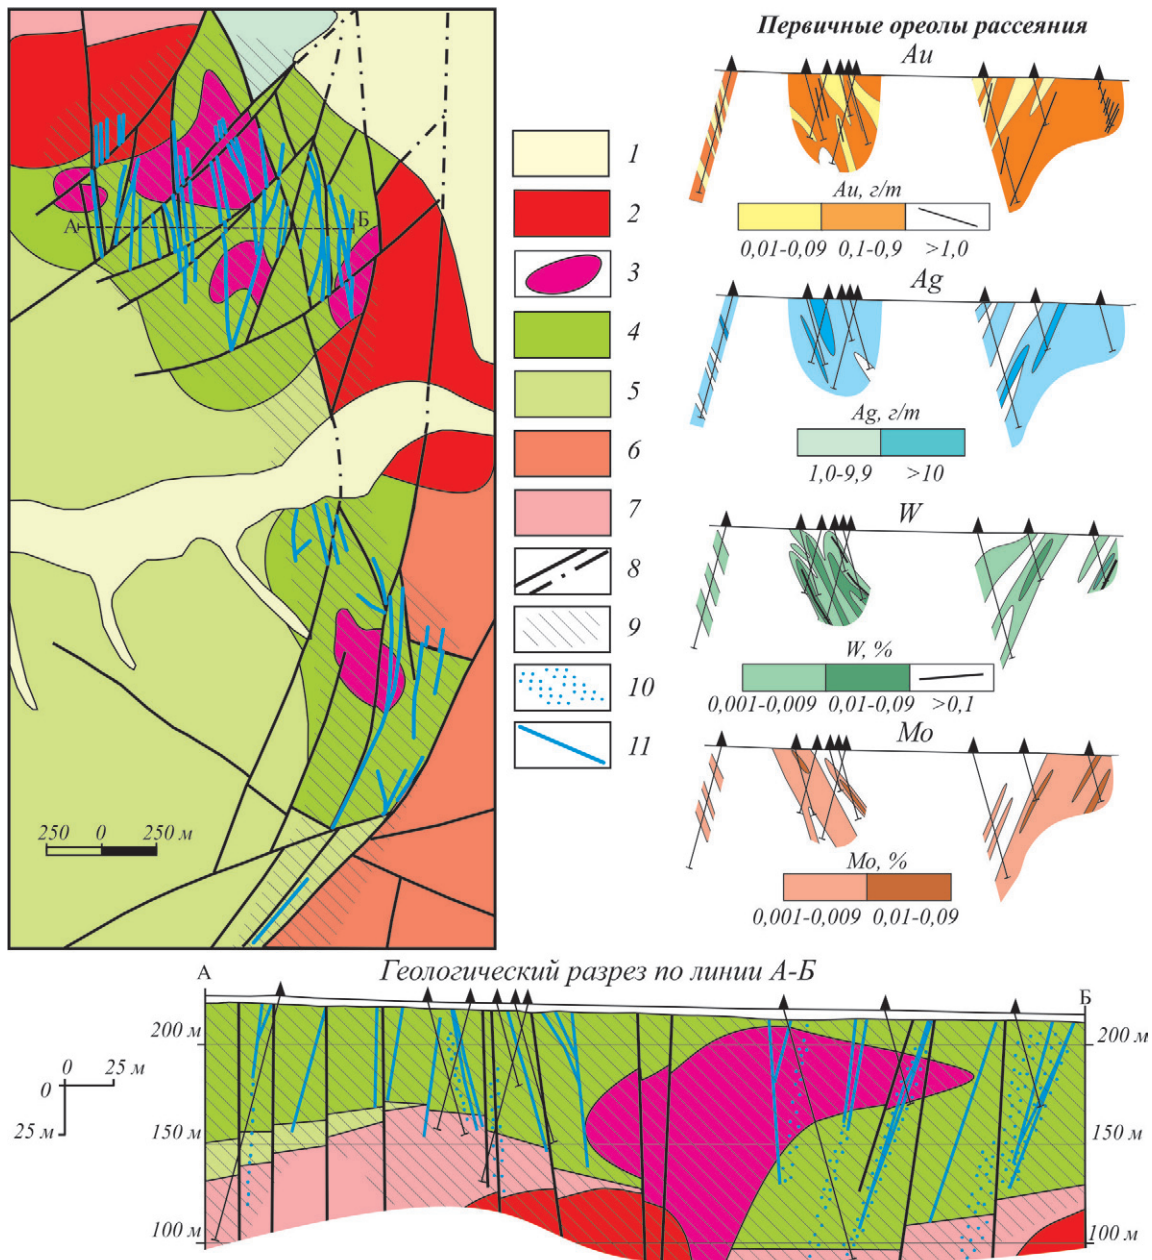 Первичные ореолы рассеяния
Au
Au, г/т
0,01-0,09 0,1-0,9 >1,0
Ag
Ag, г/т
1,0-9,9 >10
W
W, %
0,001-0,009 0,01-0,09 >0,1
Mo
Mo, %
0,001-0,009 0,01-0,09
1
2
3
4
5
6
7
8
9
10
11
А Б
250 0 250 м
Геологический разрез по линии А-Б
А Б
200 м 200 м
150 м 150 м
100 м 100 м
0 25 м
0
25 м